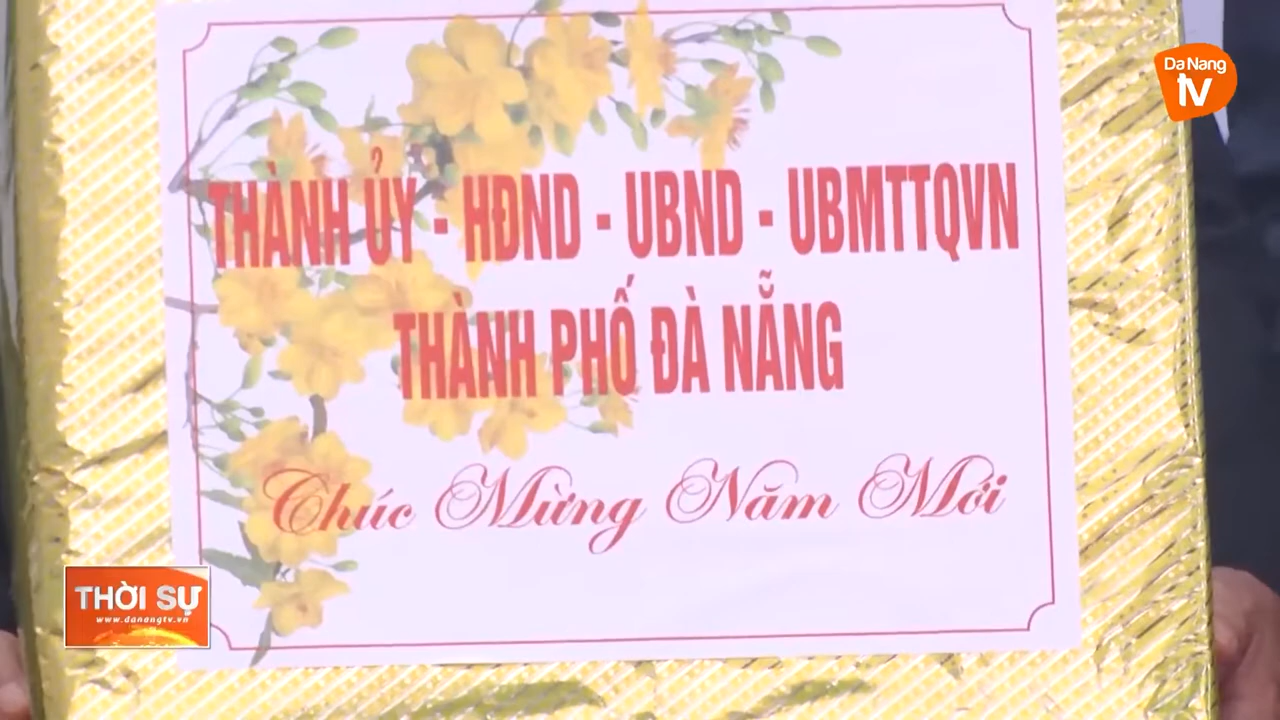 Da Nang
tv
THÀNH ỦY - HĐND - UBND - UBMTTQVN
THÀNH PHỐ ĐÀ NẴNG
Chúc Mừng Năm Mới
THỜI SỰ
www.danangtv.vn